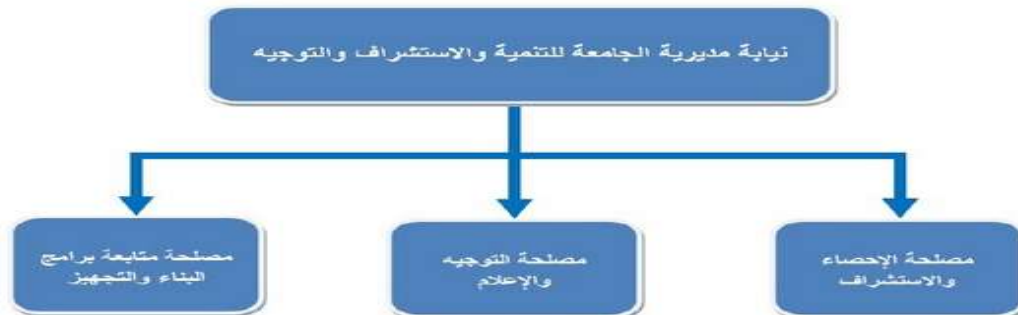 نيابة مديرية الجامعة للتنمية والاستشراف والتوجيه
مصلحة الإحصاء
والاستشراف
مصلحة التوجيه
والإعلام
مصلحة متابعة برامج
البناء والتجهيز